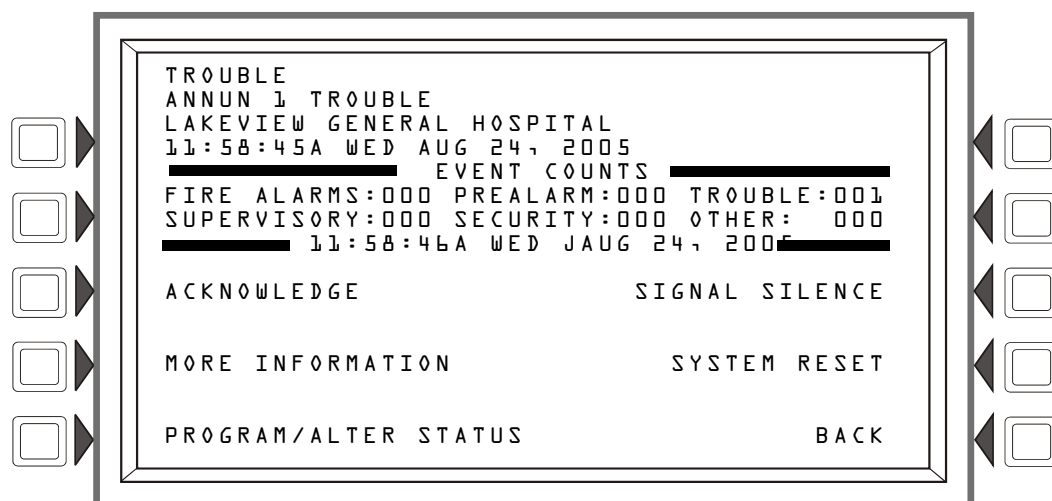 TROUBLE
ANNUN 1 TROUBLE
LAKEVIEW GENERAL HOSPITAL
11:58:45A WED AUG 24, 2005
EVENT COUNTS
FIRE ALARMS:000 PREALARM:000 TROUBLE:001
SUPERVISORY:000 SECURITY:000 OTHER: 000
11:58:46A WED JAUG 24, 2005
ACKNOWLEDGE SIGNAL SILENCE
MORE INFORMATION SYSTEM RESET
PROGRAM/ALTER STATUS BACK